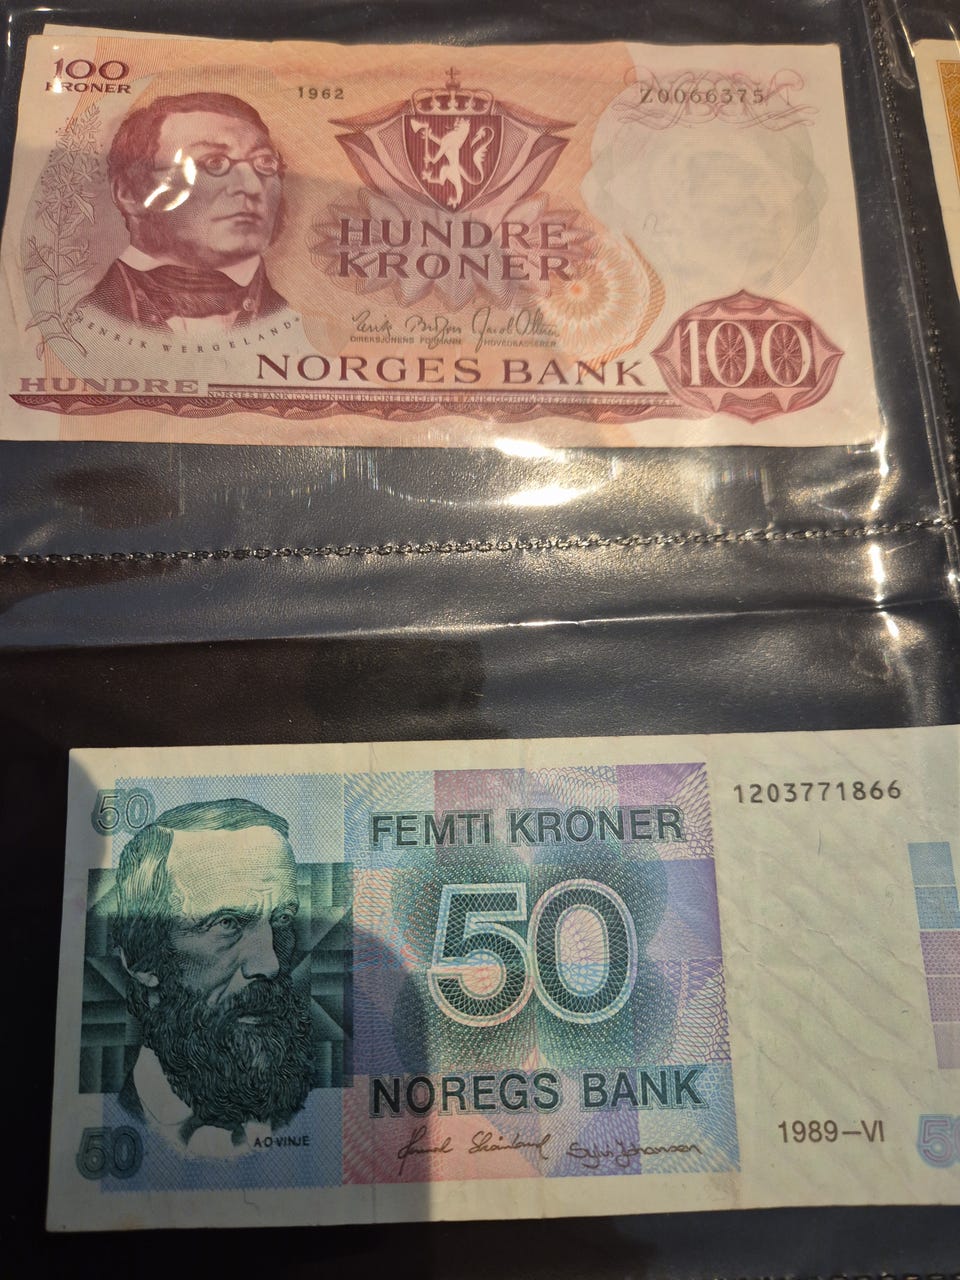 100
KRONER
1962
Z0066375
HUNDRE
KRONER
HENRIK WERGELAND
DIREKSJONENS FORMANN
HOVEDKASSERER
NORGES BANK
100
HUNDRE
50
FEMTI KRONER
1203771866
50
NOREGS BANK
50
A·O·VINJE
1989–VI
50